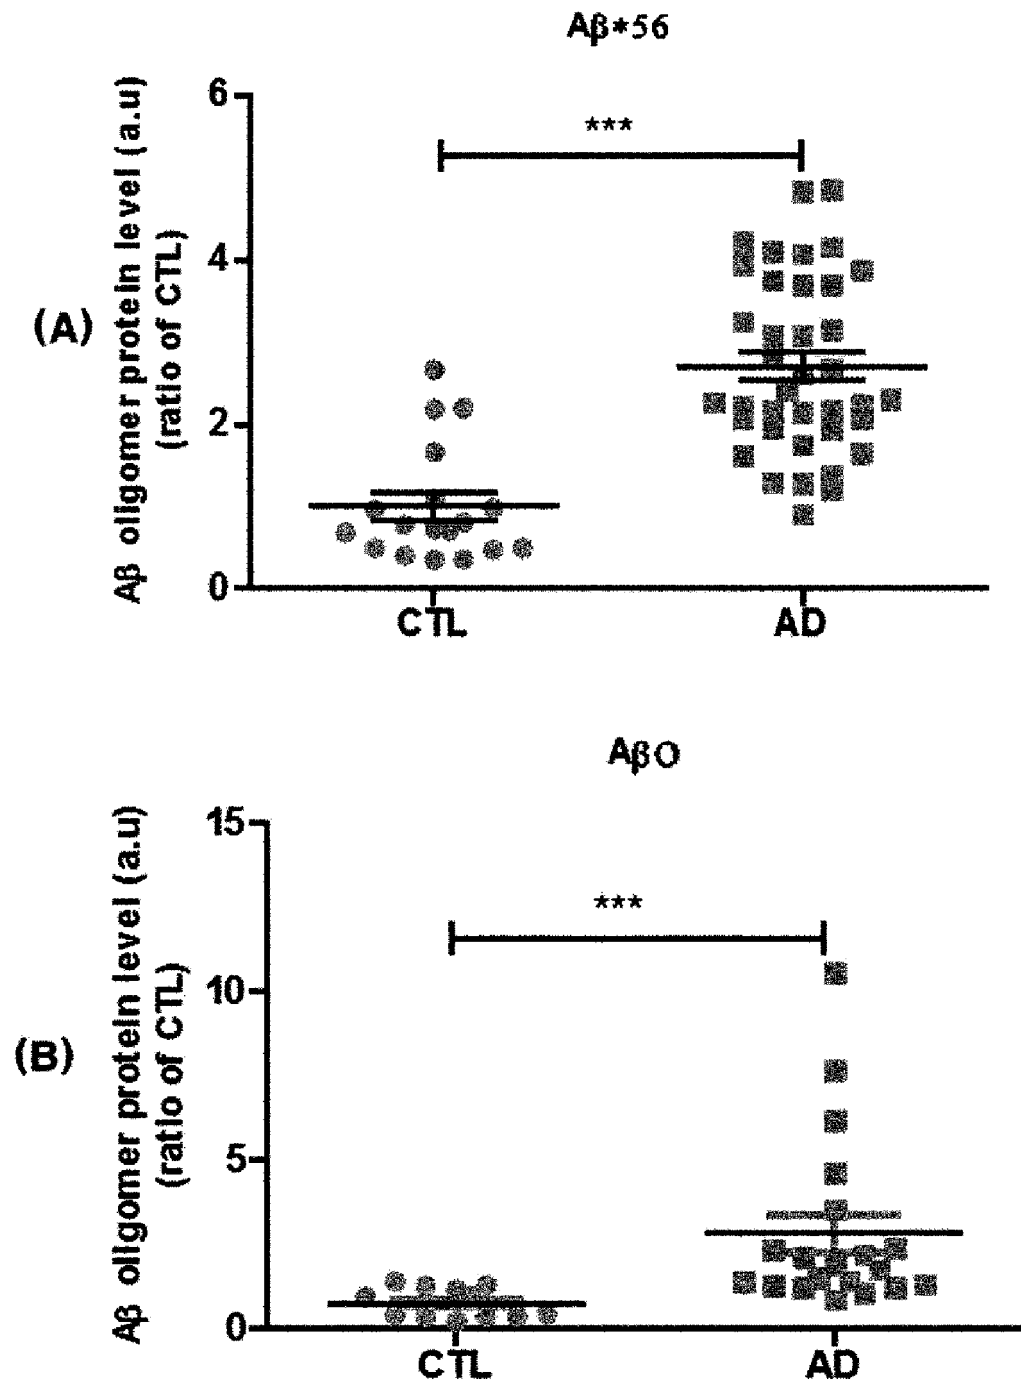 Aβ*56
Aβ oligomer protein level (a.u)
(ratio of CTL)
(A)
6
4
2
0
***
CTL
AD
AβO
Aβ oligomer protein level (a.u)
(ratio of CTL)
(B)
15
10
5
0
***
CTL
AD